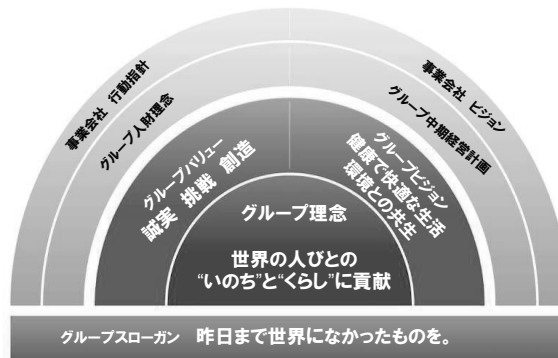 事業会社 行動指針
グループ人財理念
グループバリュー
誠実 挑戦 創造
事業会社 ビジョン
グループ中期経営計画
グループビジョン
健康で快適な生活
環境との共生
グループ理念
世界の人びとの
“いのち”と“くらし”に貢献
グループスローガン 昨日まで世界になかったものを。